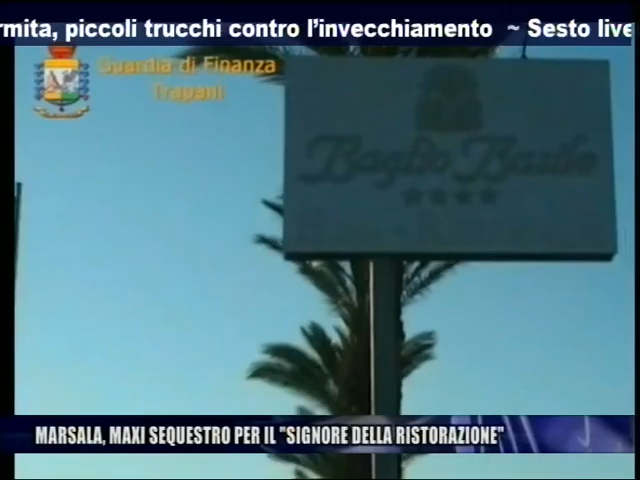 rmita, piccoli trucchi contro l'invecchiamento ~ Sesto live
Guardia di Finanza
Trapani
Baglio Basile
MARSALA, MAXI SEQUESTRO PER IL "SIGNORE DELLA RISTORAZIONE"